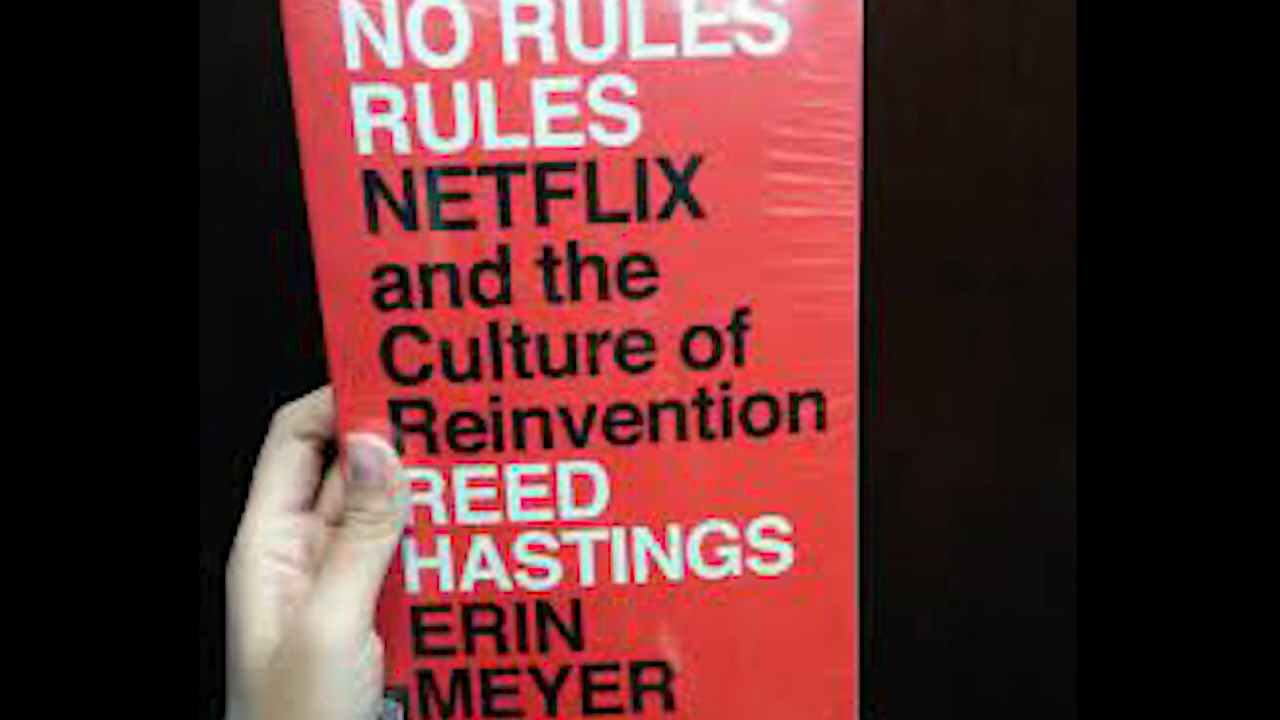 NO RULES
RULES
NETFLIX
and the
Culture of
Reinvention
REED
HASTINGS
ERIN
MEYER